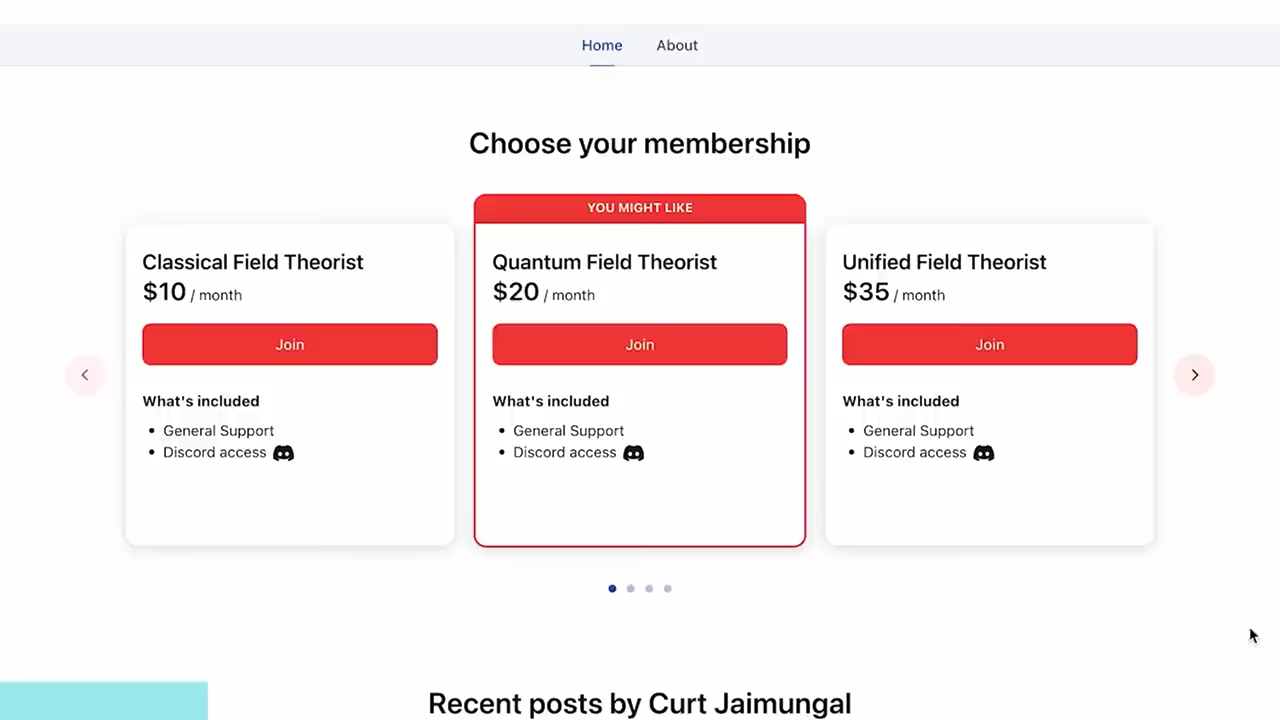 Home About
Choose your membership
YOU MIGHT LIKE
Classical Field Theorist
$10 / month
Join
What's included
• General Support
• Discord access
Quantum Field Theorist
$20 / month
Join
What's included
• General Support
• Discord access
Unified Field Theorist
$35 / month
Join
What's included
• General Support
• Discord access
Recent posts by Curt Jaimungal